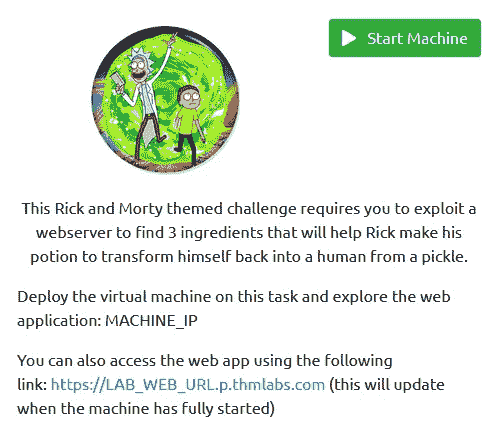 Start Machine
This Rick and Morty themed challenge requires you to exploit a
webserver to find 3 ingredients that will help Rick make his
potion to transform himself back into a human from a pickle.
Deploy the virtual machine on this task and explore the web
application: MACHINE_IP
You can also access the web app using the following
link: https://LAB_WEB_URL.p.thmlabs.com (this will update
when the machine has fully started)